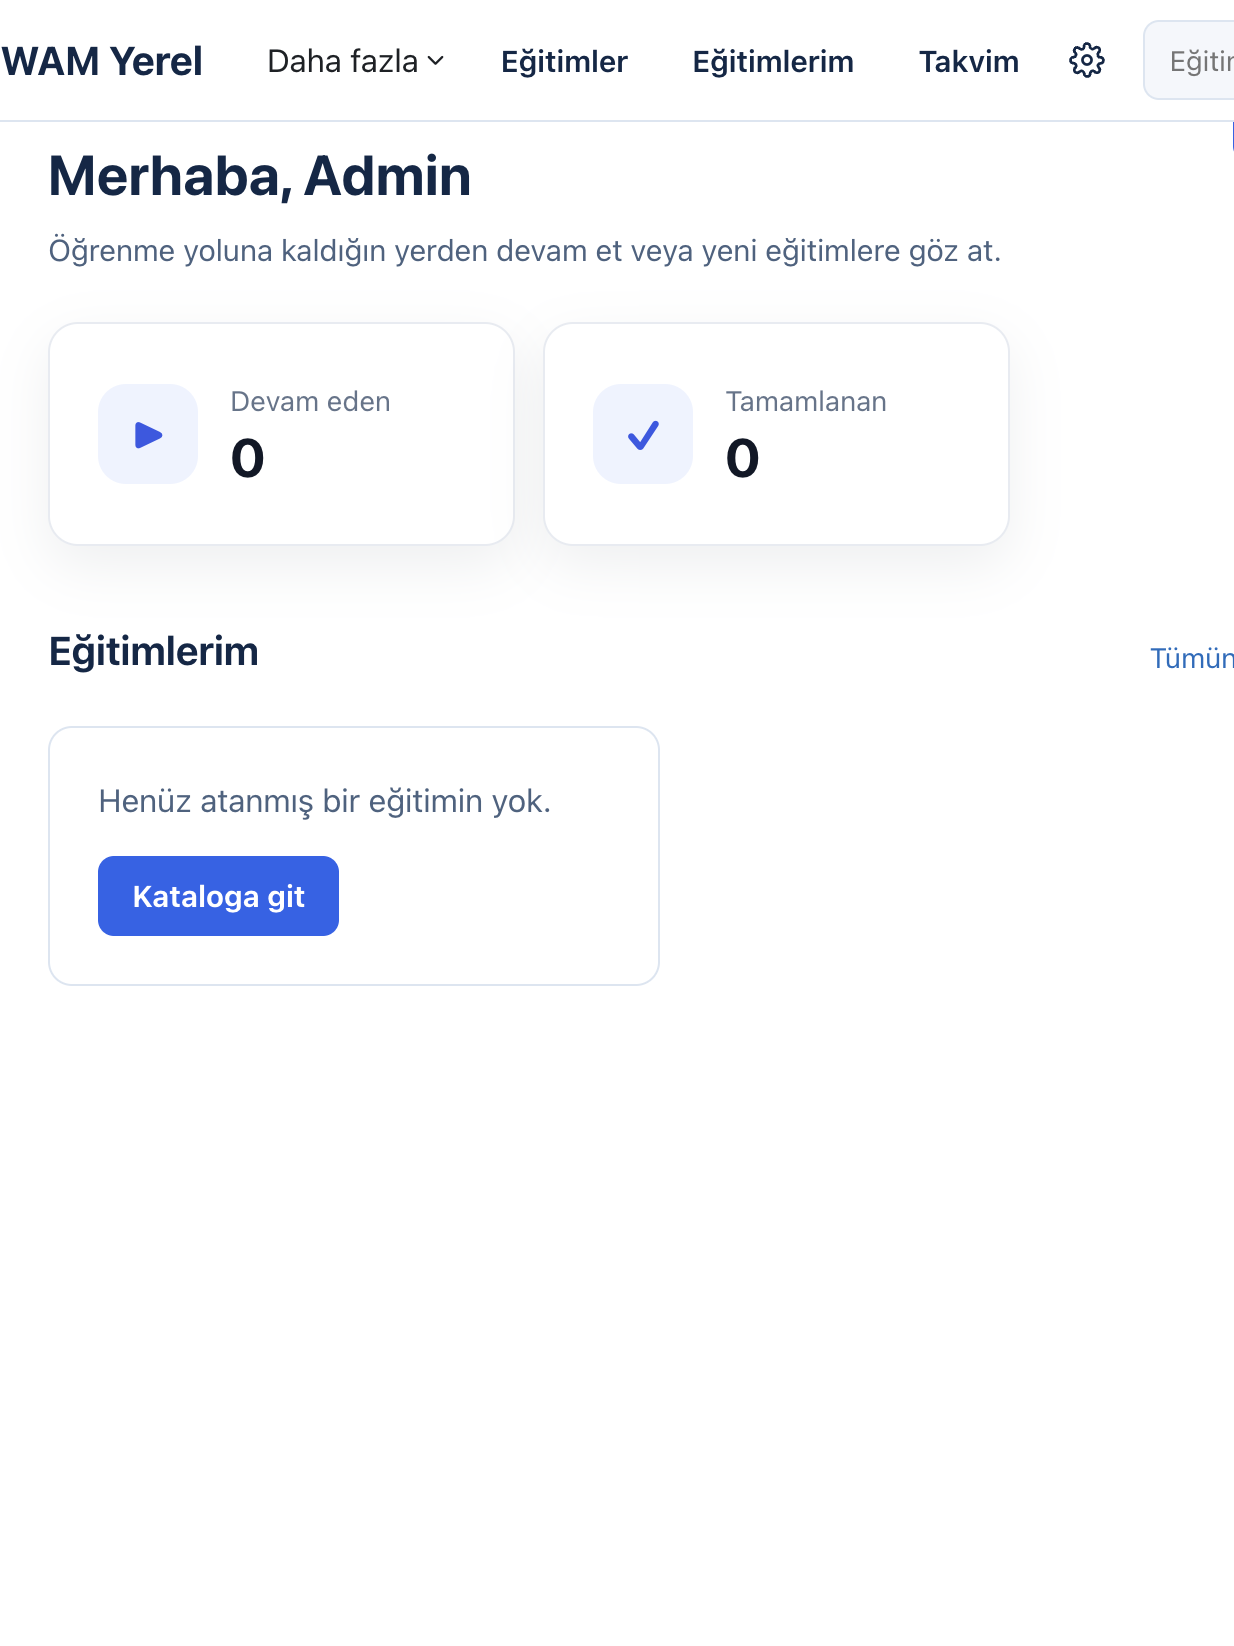 WAM Yerel Daha fazla Eğitimler Eğitimlerim Takvim
Merhaba, Admin
Öğrenme yoluna kaldığın yerden devam et veya yeni eğitimlere göz at.
Devam eden
0
Tamamlanan
0
Eğitimlerim
Henüz atanmış bir eğitimin yok.
Kataloga git